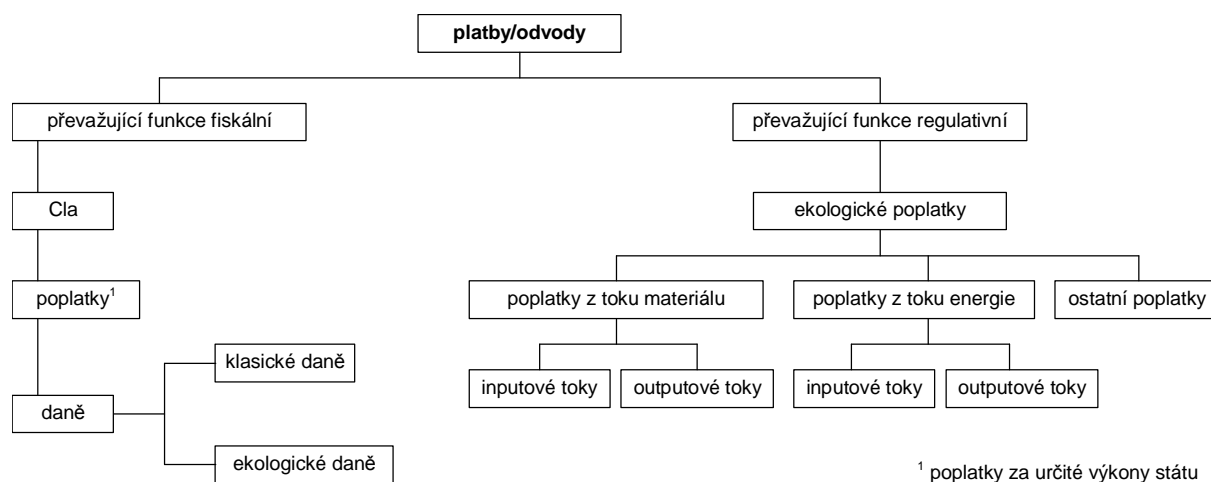 platby/odvody
převažující funkce fiskální
převažující funkce regulativní
Cla
ekologické poplatky
poplatky¹
poplatky z toku materiálu
poplatky z toku energie
ostatní poplatky
klasické daně
inputové toky
outputové toky
inputové toky
outputové toky
daně
ekologické daně
¹ poplatky za určité výkony státu